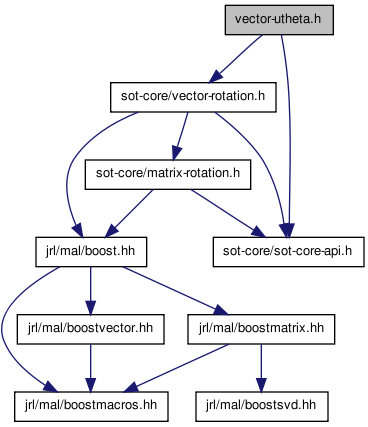 vector-utheta.h
sot-core/vector-rotation.h
sot-core/matrix-rotation.h
jrl/mal/boost.hh
sot-core/sot-core-api.h
jrl/mal/boostvector.hh
jrl/mal/boostmatrix.hh
jrl/mal/boostmacros.hh
jrl/mal/boostsvd.hh